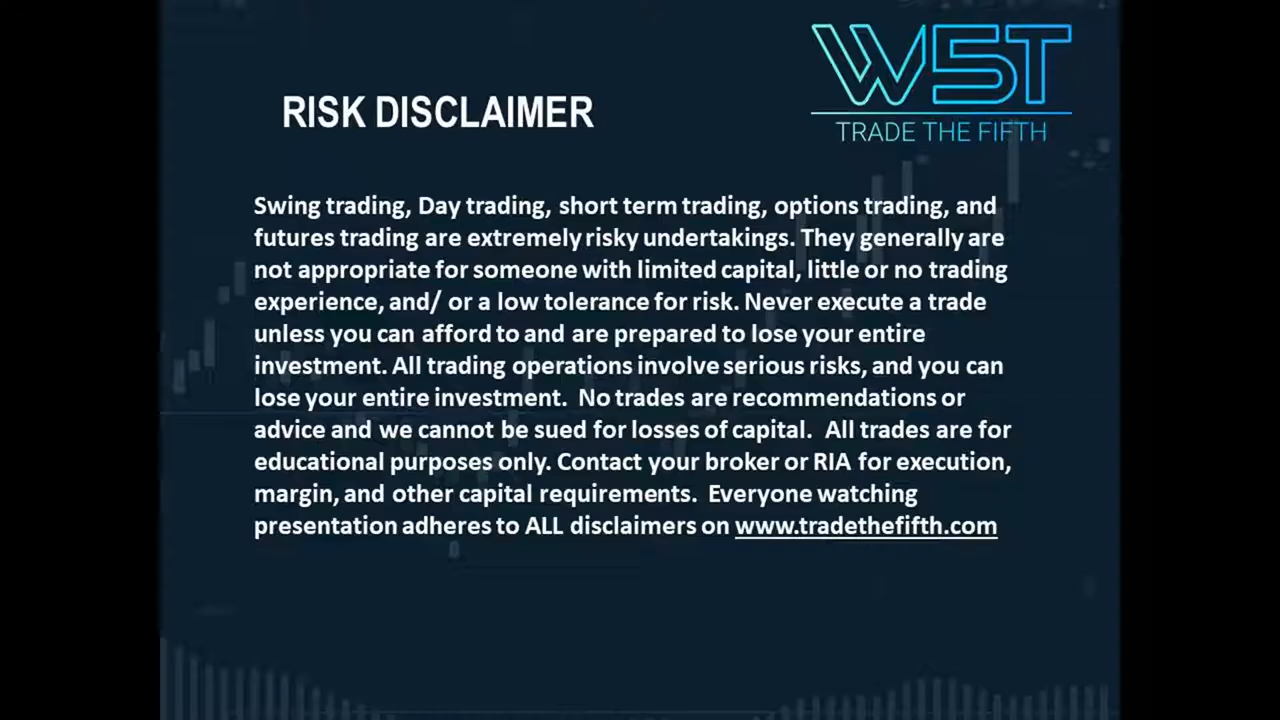 W5T
TRADE THE FIFTH
RISK DISCLAIMER
Swing trading, Day trading, short term trading, options trading, and
futures trading are extremely risky undertakings. They generally are
not appropriate for someone with limited capital, little or no trading
experience, and/ or a low tolerance for risk. Never execute a trade
unless you can afford to and are prepared to lose your entire
investment. All trading operations involve serious risks, and you can
lose your entire investment.  No trades are recommendations or
advice and we cannot be sued for losses of capital.  All trades are for
educational purposes only. Contact your broker or RIA for execution,
margin, and other capital requirements.  Everyone watching
presentation adheres to ALL disclaimers on www.tradethefifth.com